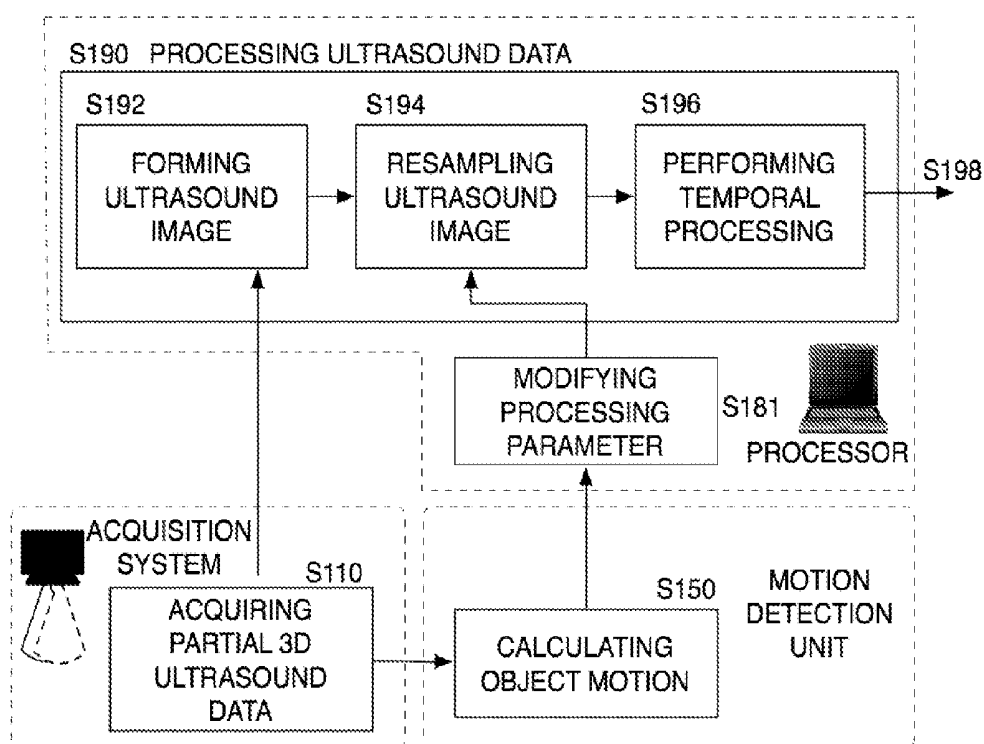 S190 PROCESSING ULTRASOUND DATA
S192
FORMING
ULTRASOUND
IMAGE
S194
RESAMPLING
ULTRASOUND
IMAGE
S196
PERFORMING
TEMPORAL
PROCESSING
S198
MODIFYING
PROCESSING
PARAMETER
S181
PROCESSOR
ACQUISITION
SYSTEM
S110
ACQUIRING
PARTIAL 3D
ULTRASOUND
DATA
S150
CALCULATING
OBJECT MOTION
MOTION
DETECTION
UNIT